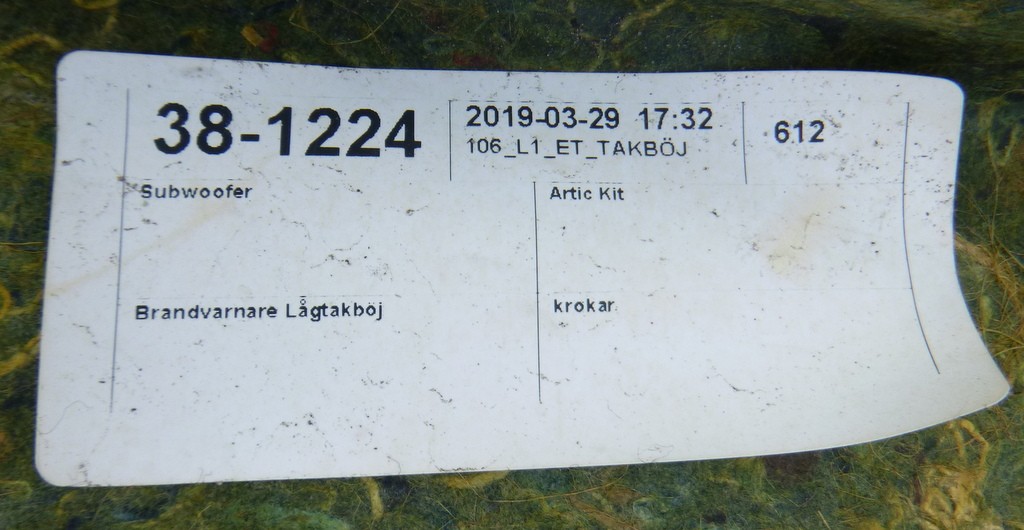 38-1224
2019-03-29 17:32
106_L1_ET_TAKBÖJ
612
Subwoofer
Artic Kit
Brandvarnare Lågtakböj
krokar